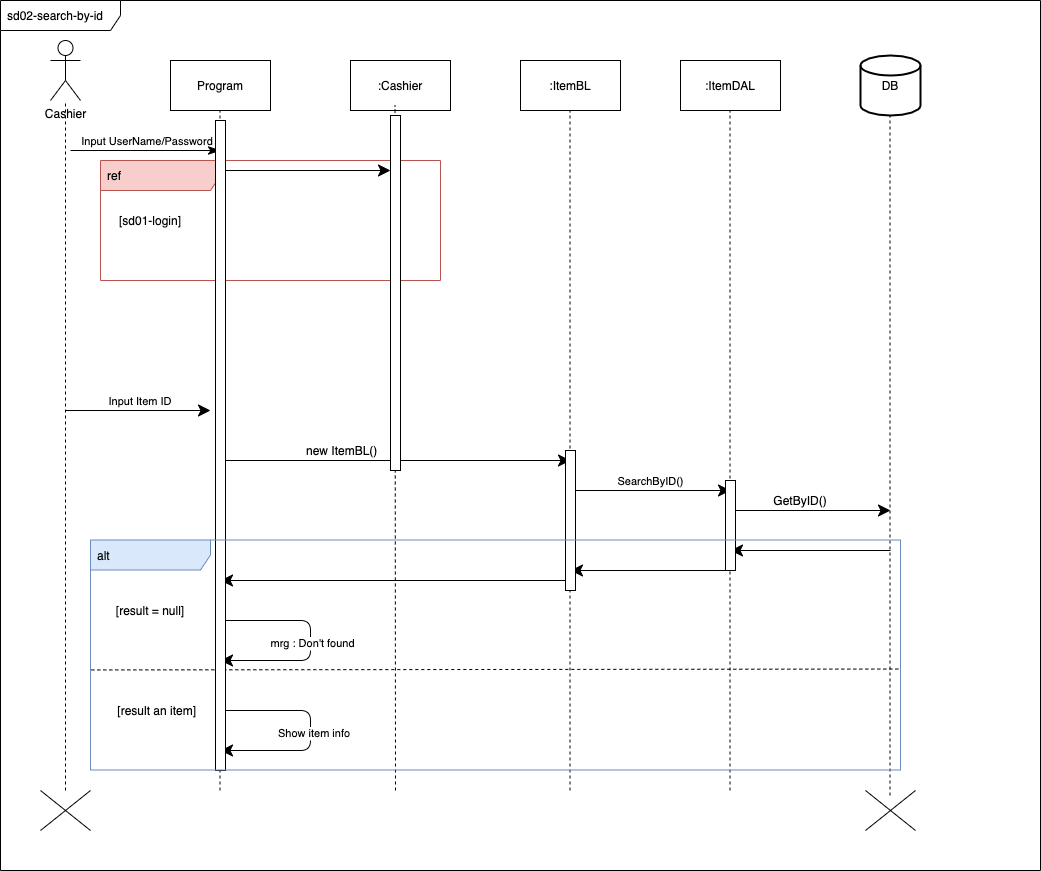 sd02-search-by-id
Cashier
Program
:Cashier
:ItemBL
:ItemDAL
DB
Input UserName/Password
ref
[sd01-login]
Input Item ID
new ItemBL()
SearchByID()
GetByID()
alt
[result = null]
mrg : Don't found
[result an item]
Show item info